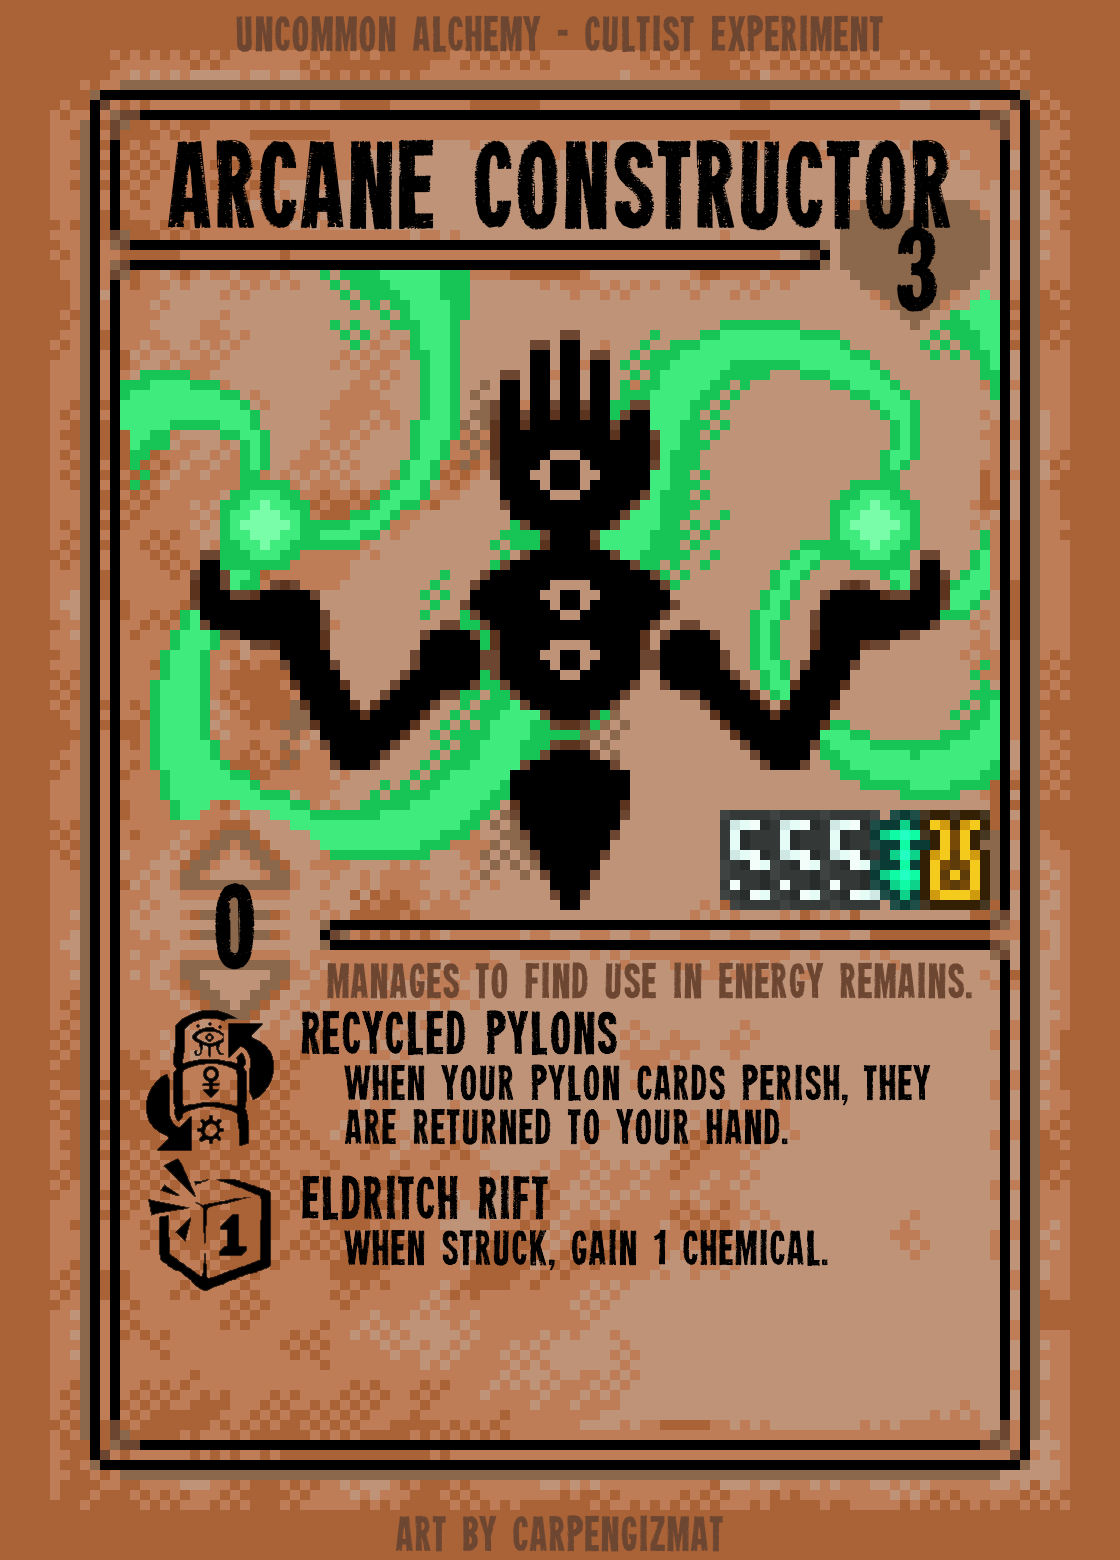 UNCOMMON ALCHEMY - CULTIST EXPERIMENT
ARCANE CONSTRUCTOR
3
0
MANAGES TO FIND USE IN ENERGY REMAINS.
RECYCLED PYLONS
WHEN YOUR PYLON CARDS PERISH, THEY
ARE RETURNED TO YOUR HAND.
1
ELDRITCH RIFT
WHEN STRUCK, GAIN 1 CHEMICAL.
ART BY CARPENGIZMAT